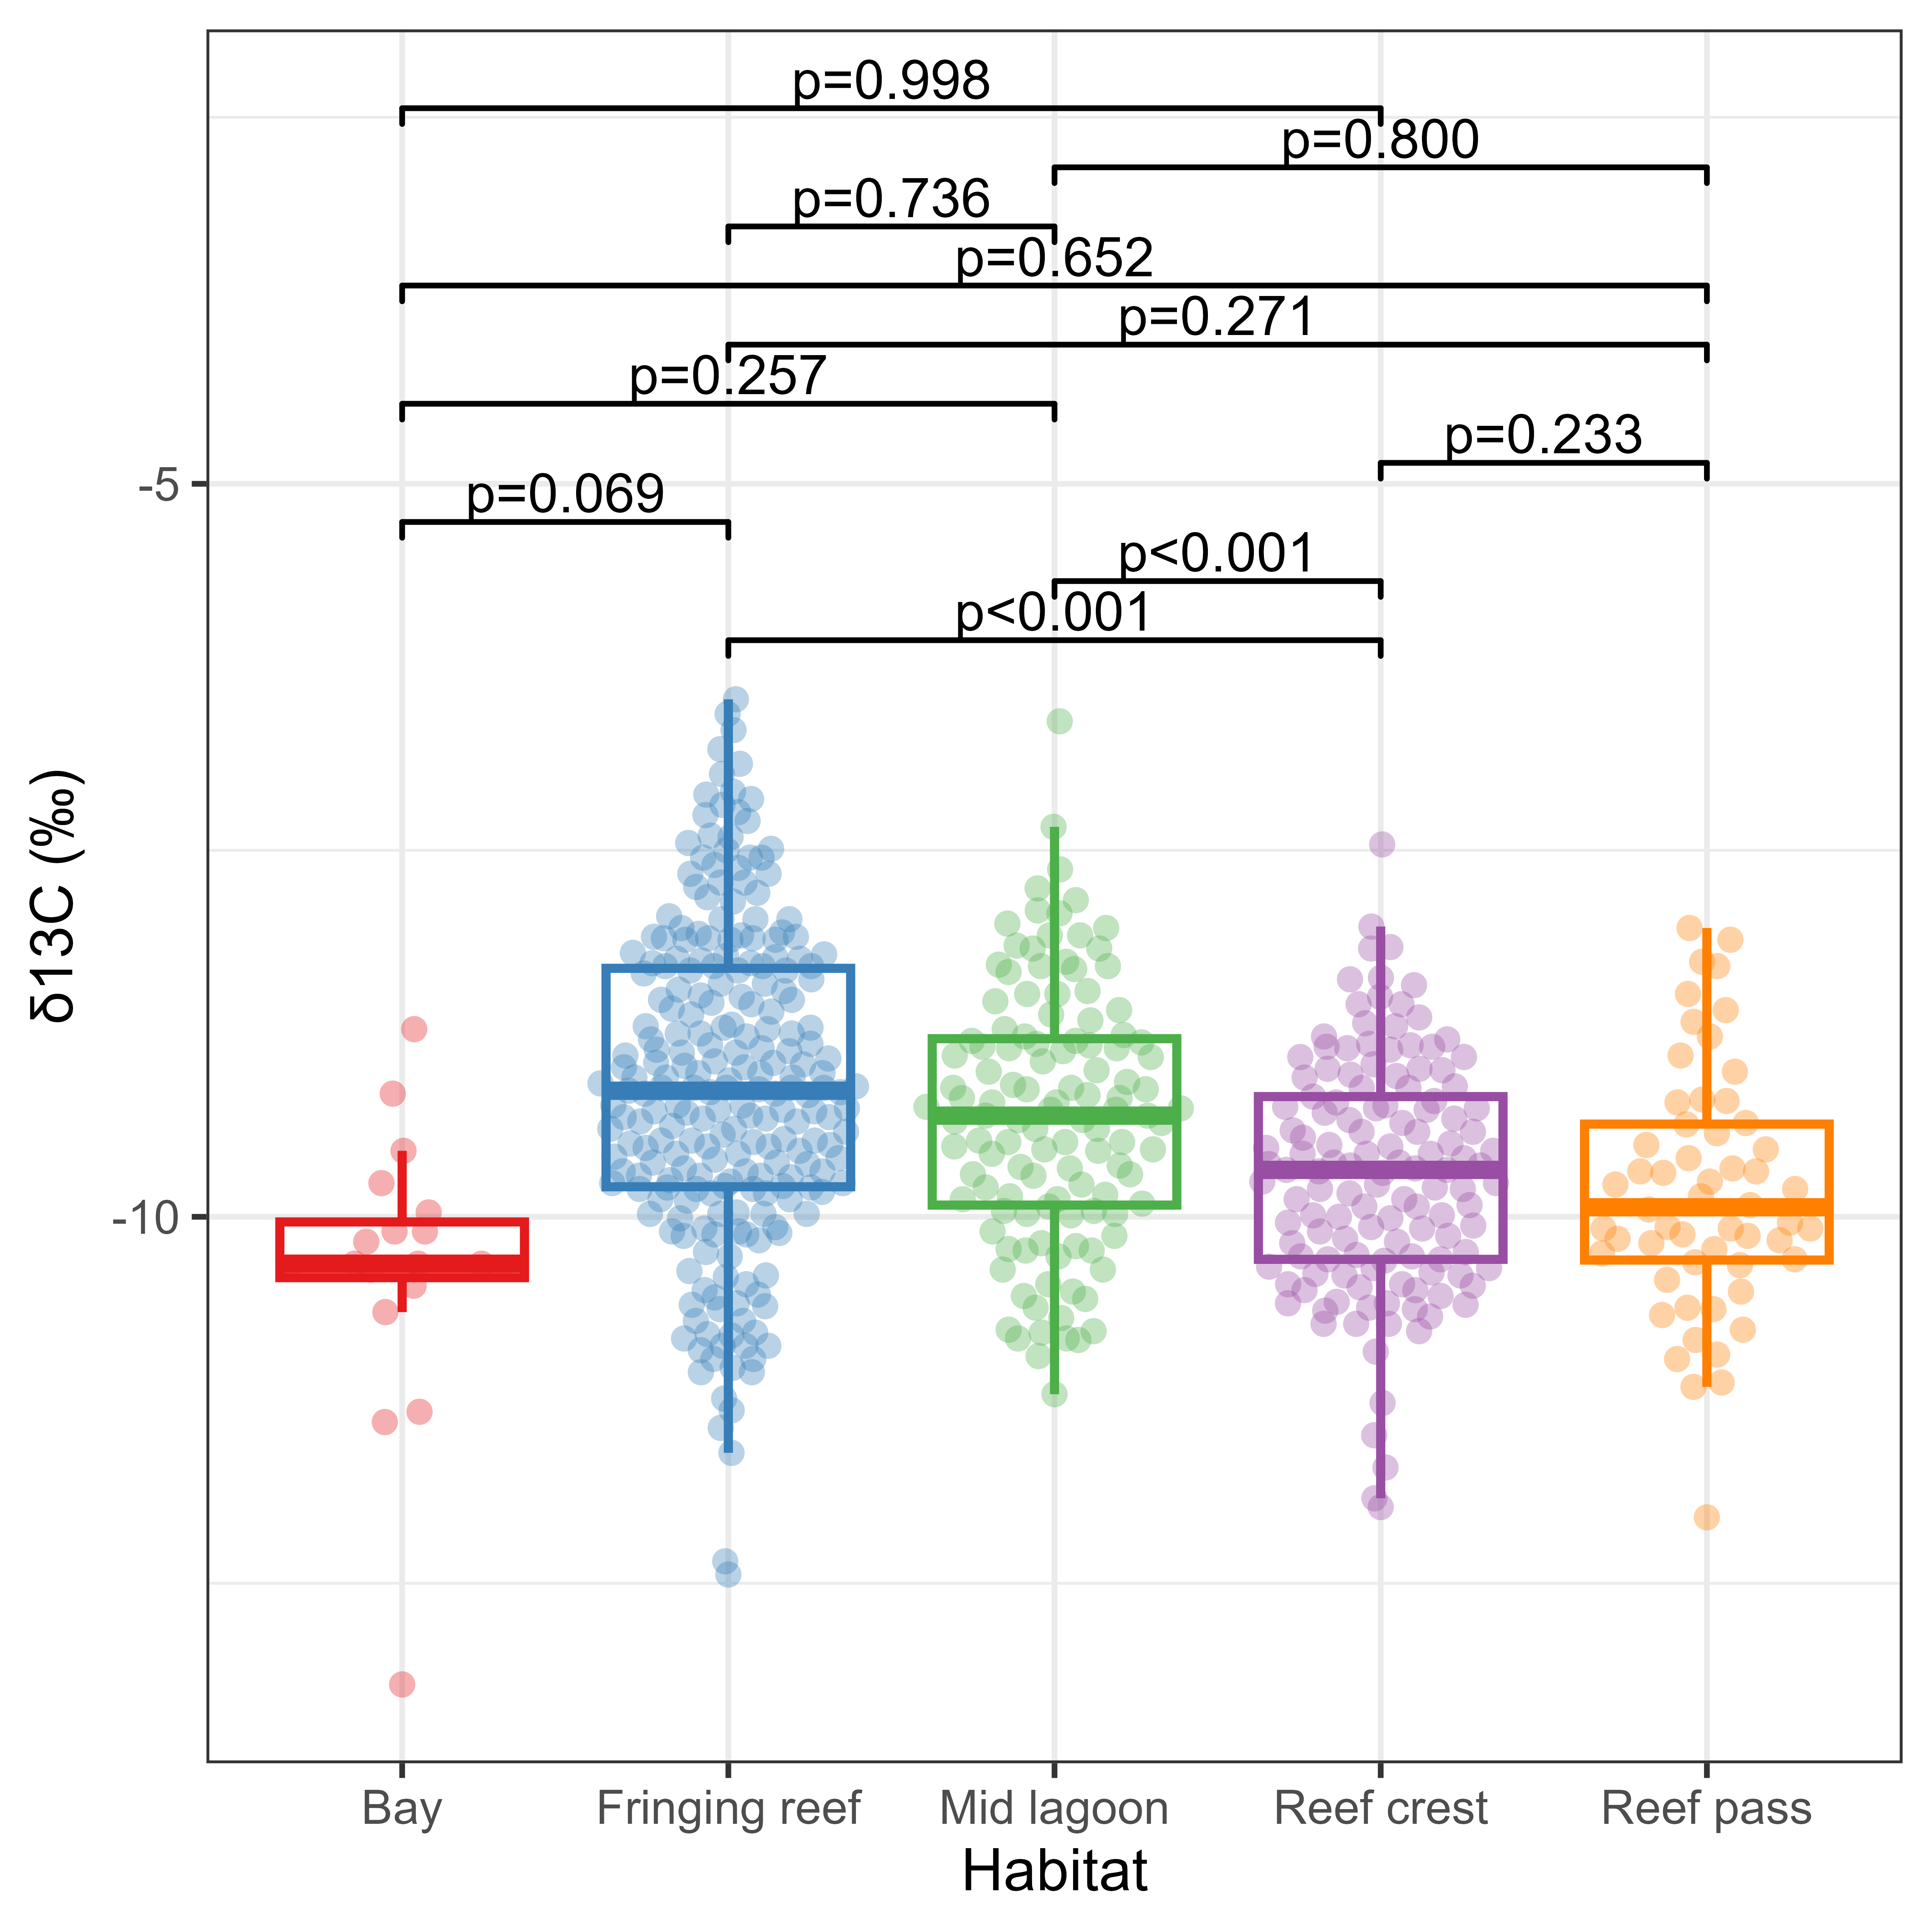 p=0.998
p=0.800
p=0.736
p=0.652
p=0.271
p=0.257
p=0.233
p=0.069
p<0.001
p<0.001
-5
-10
δ13C (‰)
Bay
Fringing reef
Mid lagoon
Reef crest
Reef pass
Habitat